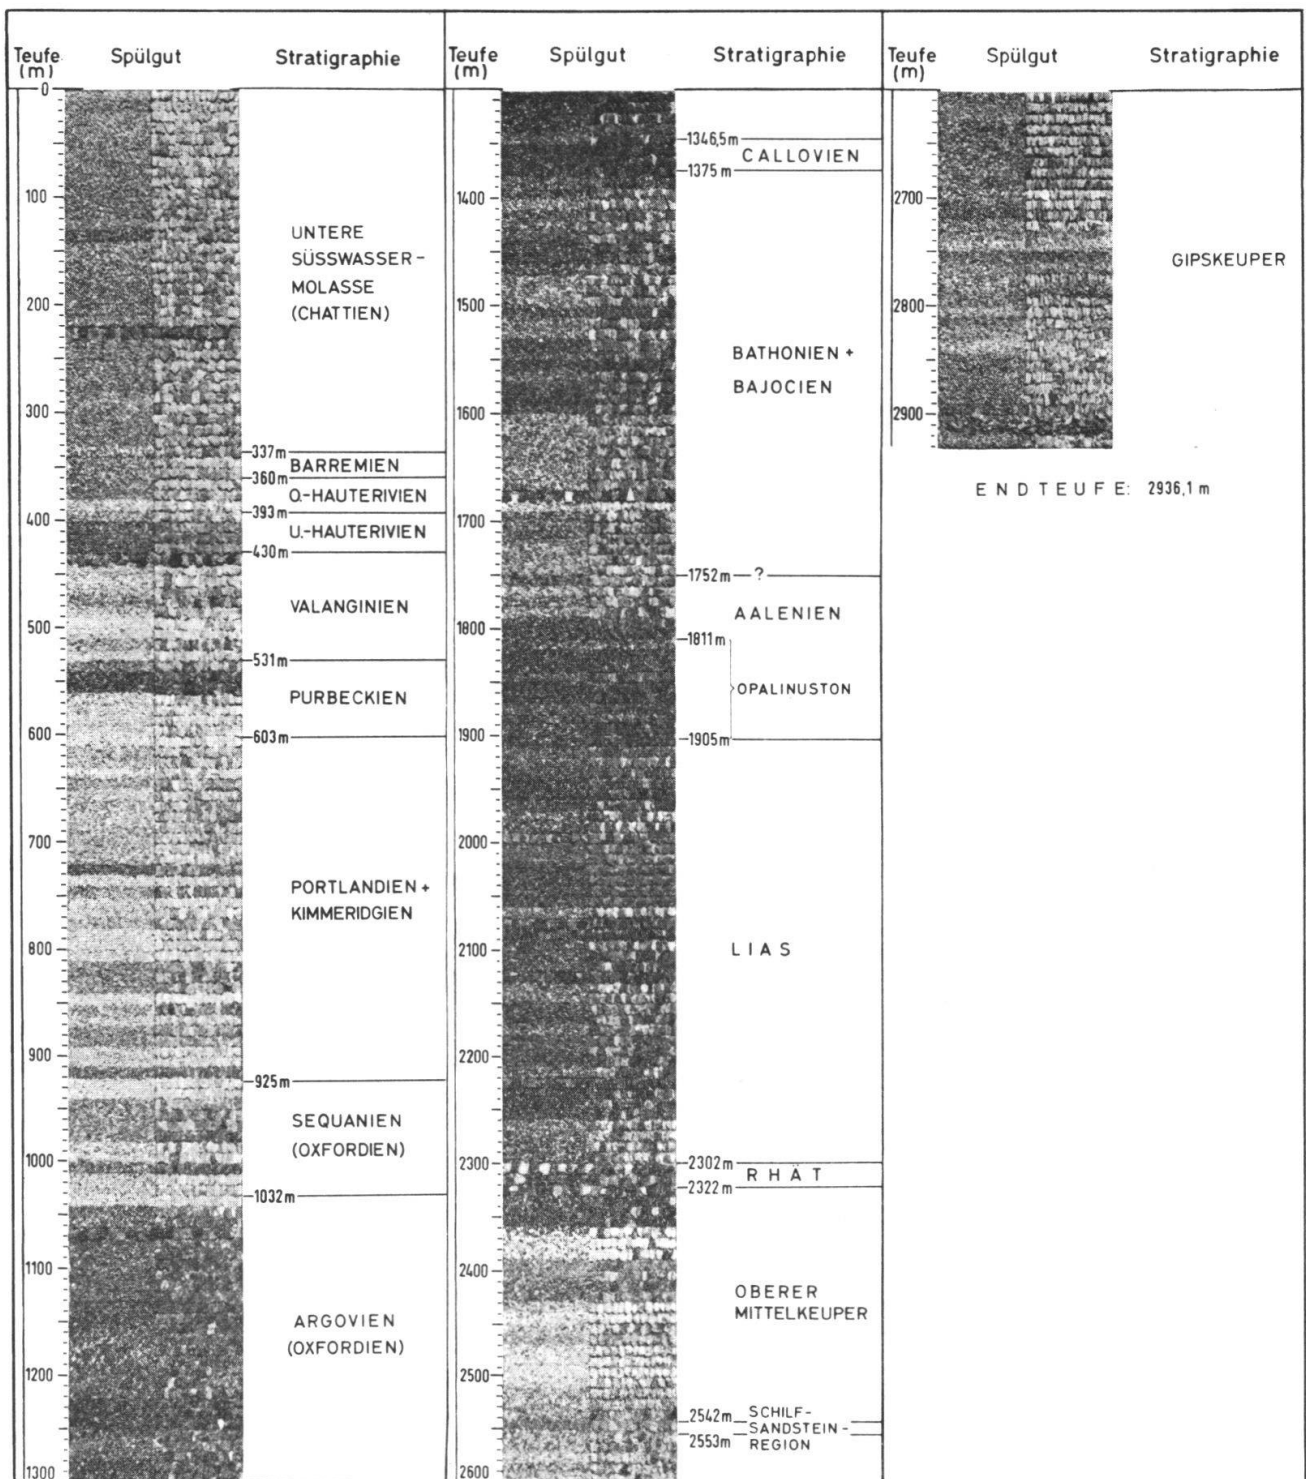 Teufe (m)
Spülgut
Stratigraphie
0
100
200
300
400
500
600
700
800
900
1000
1100
1200
1300
UNTERE
SÜSSWASSER-
MOLASSE
(CHATTIEN)
337m
BARREMIEN
360m
O.-HAUTERIVIEN
393m
U.-HAUTERIVIEN
430m
VALANGINIEN
531m
PURBECKIEN
603m
PORTLANDIEN +
KIMMERIDGIEN
925m
SEQUANIEN
(OXFORDIEN)
1032m
ARGOVIEN
(OXFORDIEN)
Teufe (m)
Spülgut
Stratigraphie
1400
1500
1600
1700
1800
1900
2000
2100
2200
2300
2400
2500
2600
1346,5m
CALLOVIEN
1375m
BATHONIEN +
BAJOCIEN
1752m ?
AALENIEN
1811m
OPALINUSTON
1905m
LIAS
2302m
RHÄT
2322m
OBERER
MITTELKEUPER
2542m
SCHILF-
SANDSTEIN-
2553m
REGION
Teufe (m)
Spülgut
Stratigraphie
2700
2800
2900
GIPSKEUPER
ENDTEUFE: 2936,1 m